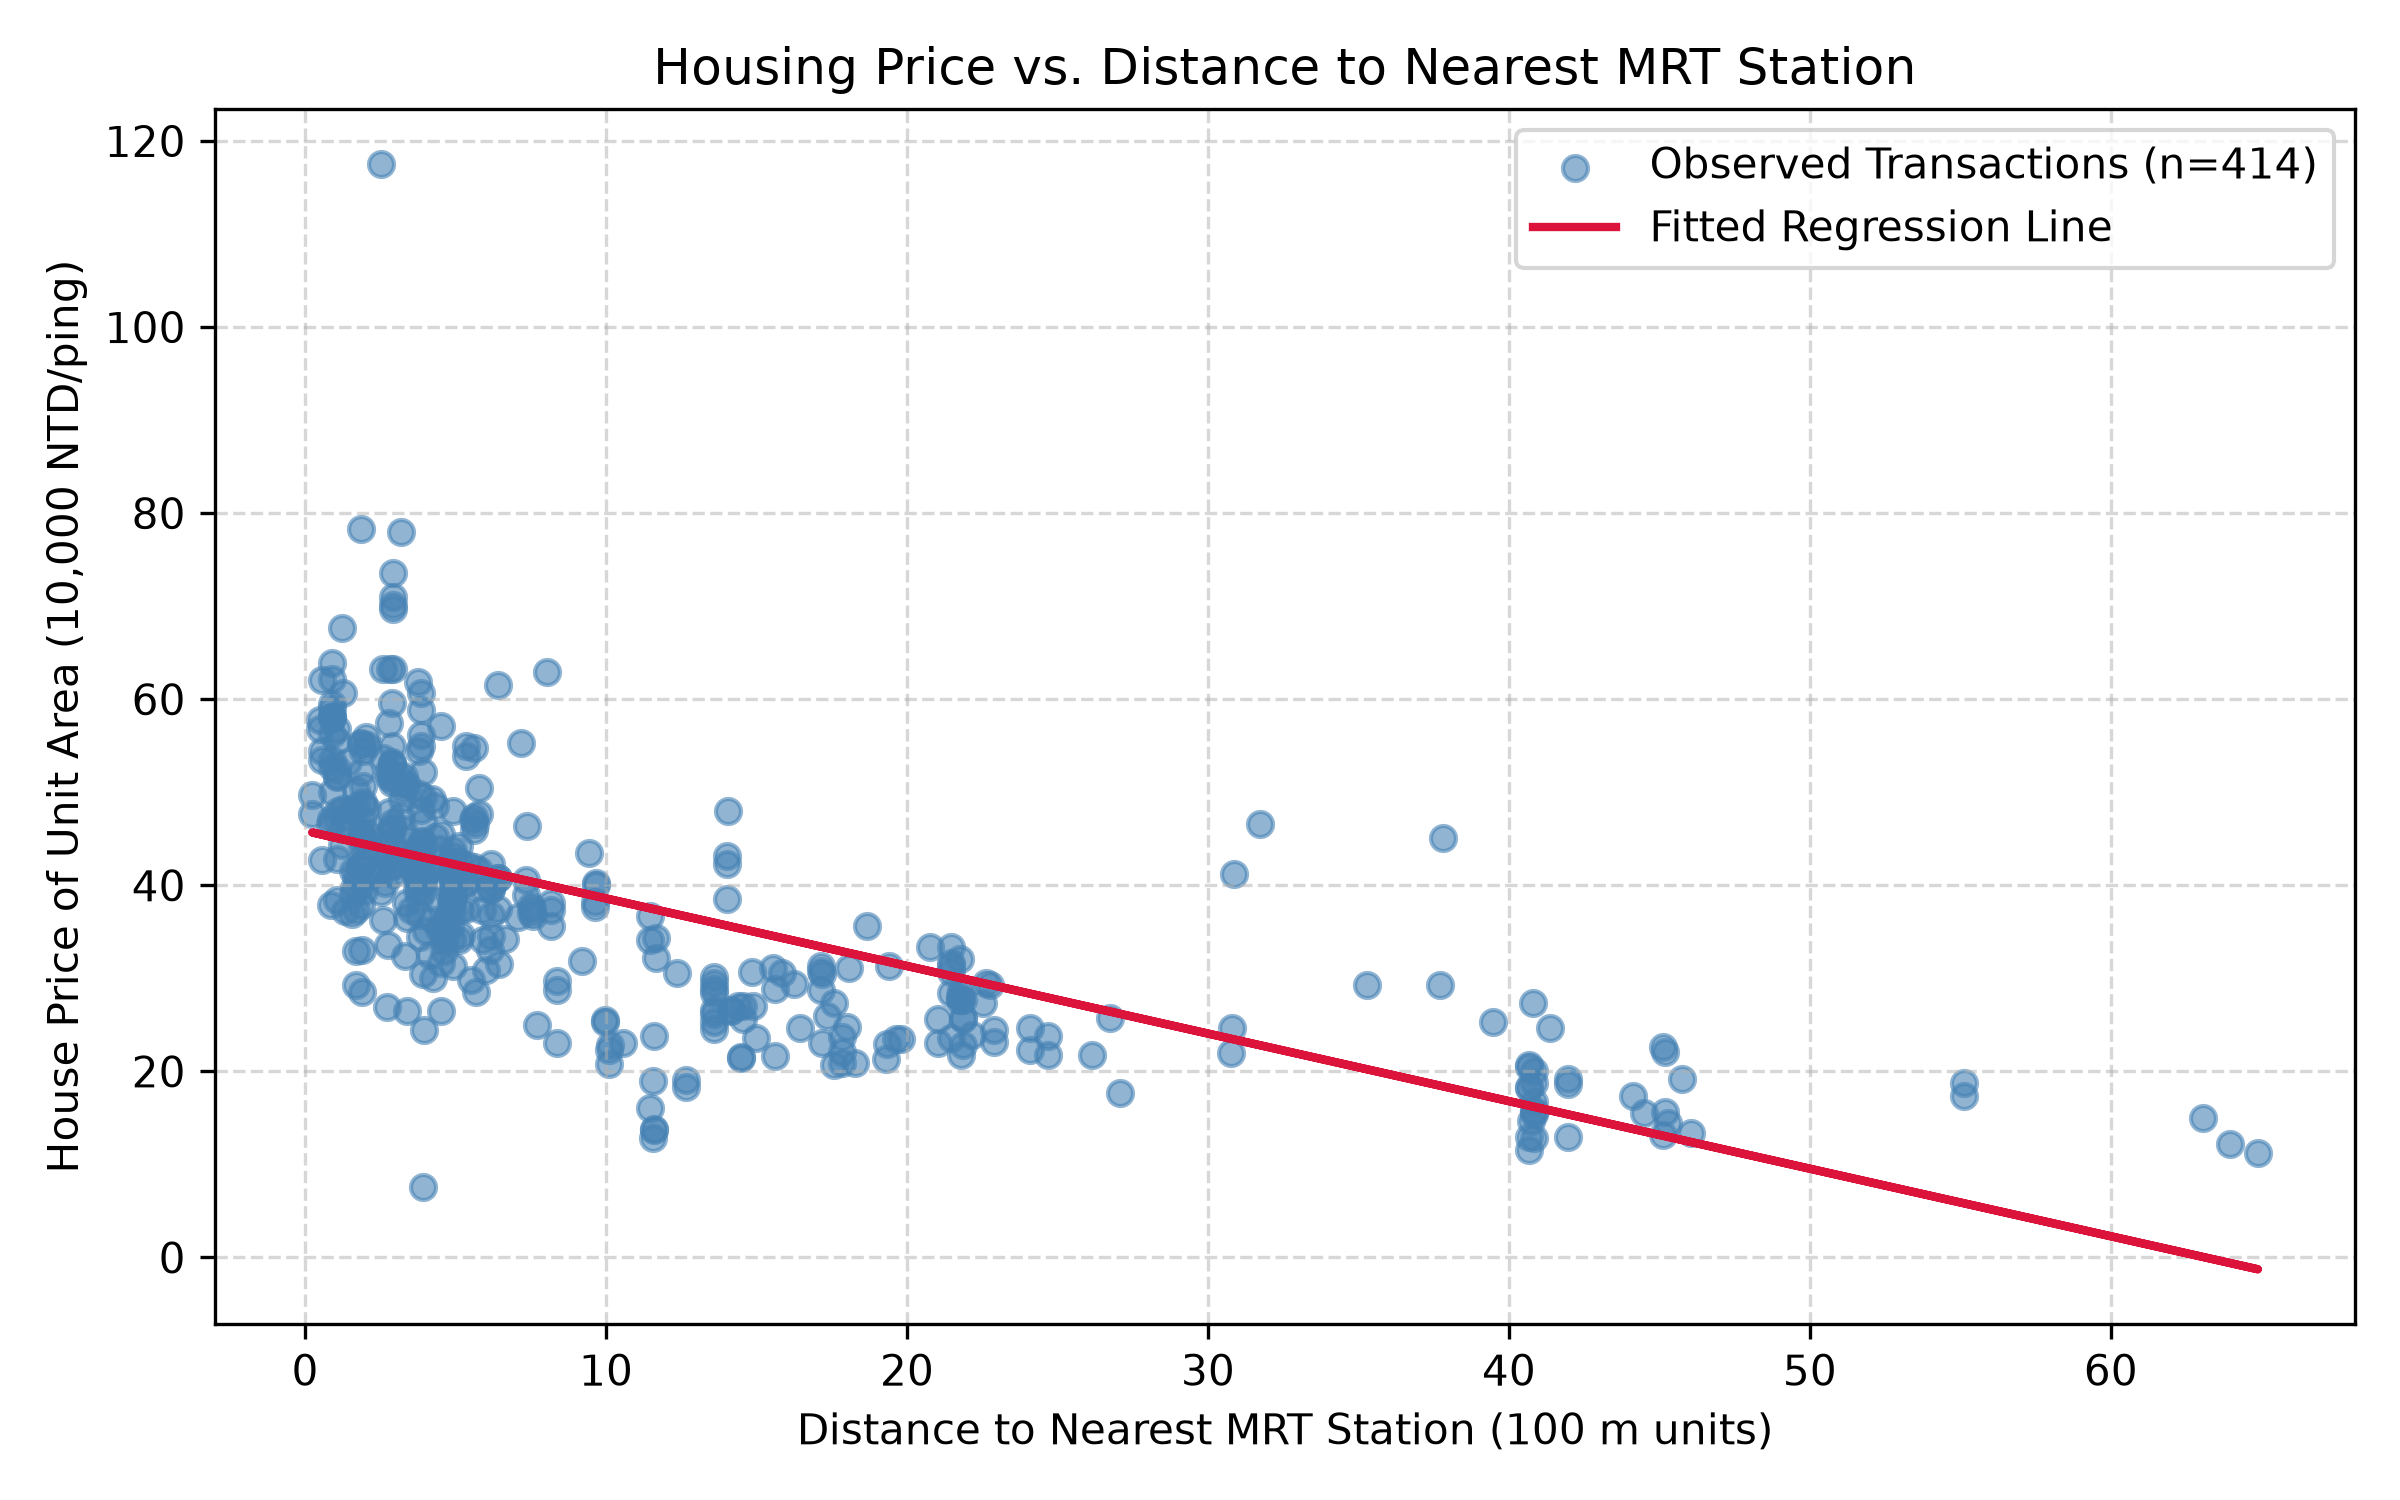 Housing Price vs. Distance to Nearest MRT Station
Observed Transactions (n=414)
Fitted Regression Line
House Price of Unit Area (10,000 NTD/ping)
120
100
80
60
40
20
0
0 10 20 30 40 50 60
Distance to Nearest MRT Station (100 m units)